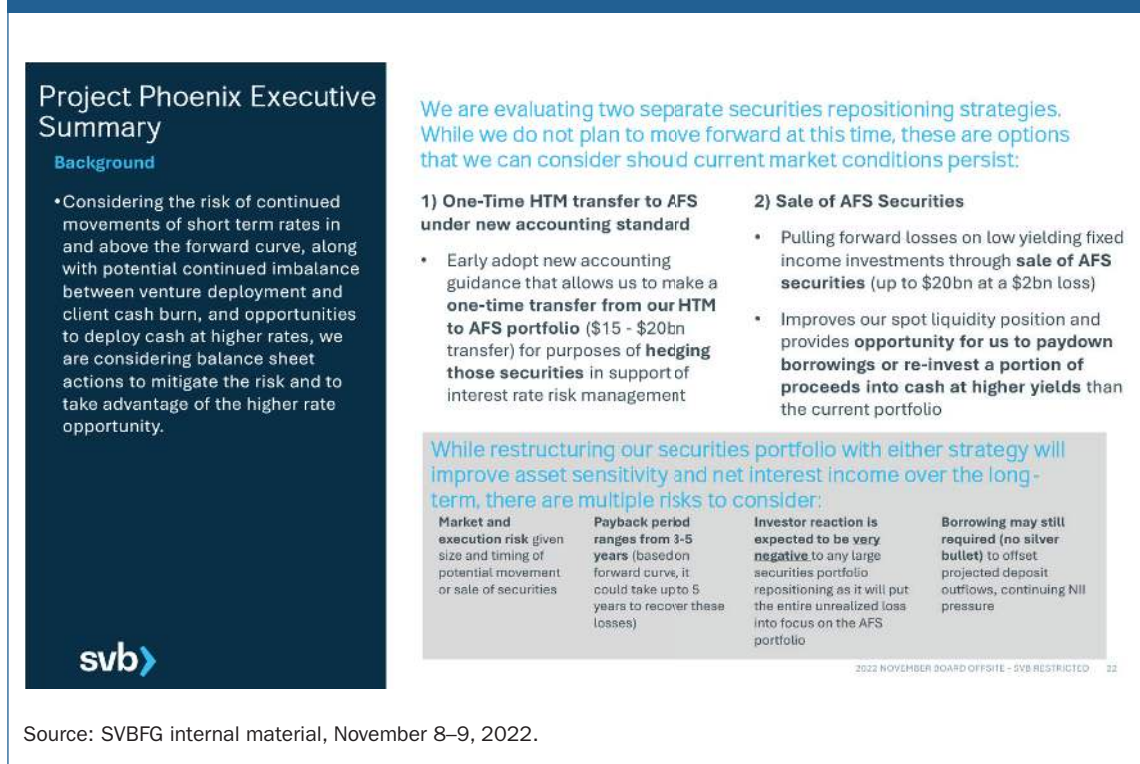 Project Phoenix Executive
Summary
Background
•Considering the risk of continued
movements of short term rates in
and above the forward curve, along
with potential continued imbalance
between venture deployment and
client cash burn, and opportunities
to deploy cash at higher rates, we
are considering balance sheet
actions to mitigate the risk and to
take advantage of the higher rate
opportunity.
svb
We are evaluating two separate securities repositioning strategies.
While we do not plan to move forward at this time, these are options
that we can consider should current market conditions persist:
1) One-Time HTM transfer to AFS
under new accounting standard
• Early adopt new accounting
guidance that allows us to make a
one-time transfer from our HTM
to AFS portfolio ($15 - $20bn
transfer) for purposes of hedging
those securities in support of
interest rate risk management
2) Sale of AFS Securities
• Pulling forward losses on low yielding fixed
income investments through sale of AFS
securities (up to $20bn at a $2bn loss)
• Improves our spot liquidity position and
provides opportunity for us to paydown
borrowings or re-invest a portion of
proceeds into cash at higher yields than
the current portfolio
While restructuring our securities portfolio with either strategy will
improve asset sensitivity and net interest income over the long-
term, there are multiple risks to consider:
Market and
execution risk given
size and timing of
potential movement
or sale of securities
Payback period
ranges from 3-5
years (based on
forward curve, it
could take up to 5
years to recover these
losses)
Investor reaction is
expected to be very
negative to any large
securities portfolio
repositioning as it will put
the entire unrealized loss
into focus on the AFS
portfolio
Borrowing may still
required (no silver
bullet) to offset
projected deposit
outflows, continuing NII
pressure
2022 NOVEMBER BOARD OFFSITE - SVB RESTRICTED 22
Source: SVBFG internal material, November 8–9, 2022.